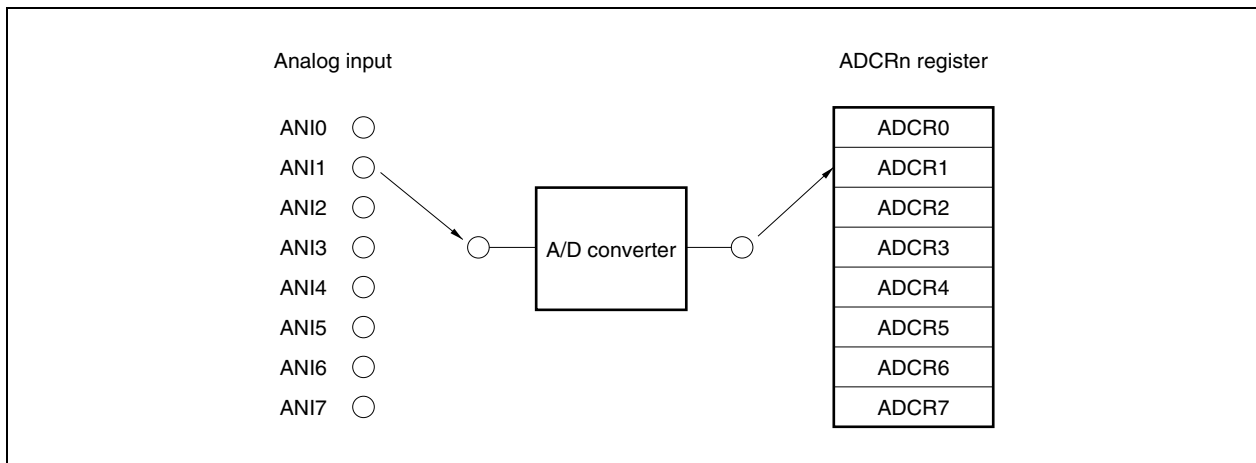 Analog input
ADCRn register
ANI0
ANI1
ANI2
ANI3
ANI4
ANI5
ANI6
ANI7
A/D converter
ADCR0
ADCR1
ADCR2
ADCR3
ADCR4
ADCR5
ADCR6
ADCR7